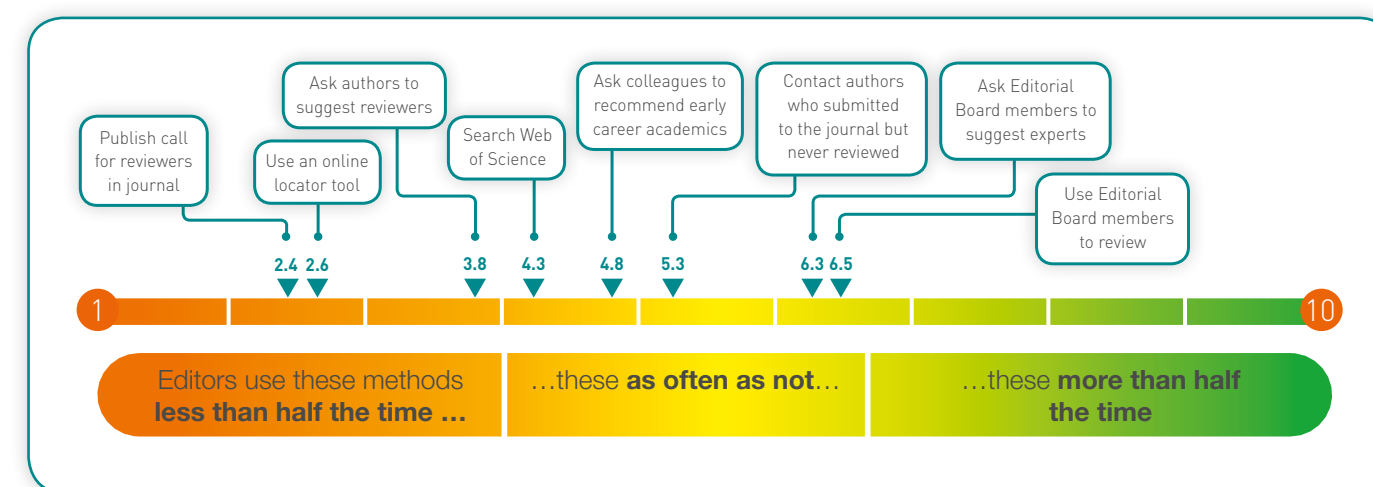 Publish call
for reviewers
in journal
Use an online
locator tool
Ask authors to
suggest reviewers
Search Web
of Science
Ask colleagues to
recommend early
career academics
Contact authors
who submitted
to the journal but
never reviewed
Ask Editorial
Board members to
suggest experts
Use Editorial
Board members
to review
2.4 2.6 3.8 4.3 4.8 5.3 6.3 6.5
1 10
Editors use these methods
less than half the time ...
...these as often as not...
...these more than half
the time